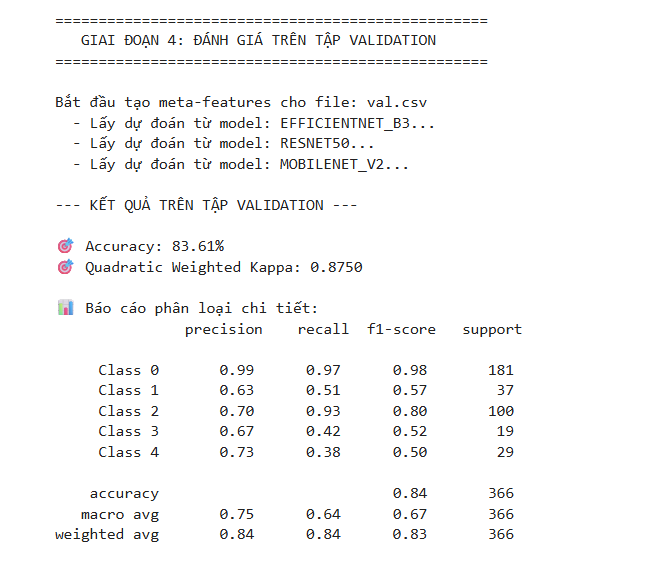 ==================================================
GIAI ĐOẠN 4: ĐÁNH GIÁ TRÊN TẬP VALIDATION
==================================================
Bắt đầu tạo meta-features cho file: val.csv
- Lấy dự đoán từ model: EFFICIENTNET_B3...
- Lấy dự đoán từ model: RESNET50...
- Lấy dự đoán từ model: MOBILENET_V2...
--- KẾT QUẢ TRÊN TẬP VALIDATION ---
🎯 Accuracy: 83.61%
🎯 Quadratic Weighted Kappa: 0.8750
📊 Báo cáo phân loại chi tiết:
precision recall f1-score support
Class 0 0.99 0.97 0.98 181
Class 1 0.63 0.51 0.57 37
Class 2 0.70 0.93 0.80 100
Class 3 0.67 0.42 0.52 19
Class 4 0.73 0.38 0.50 29
accuracy 0.84 366
macro avg 0.75 0.64 0.67 366
weighted avg 0.84 0.84 0.83 366